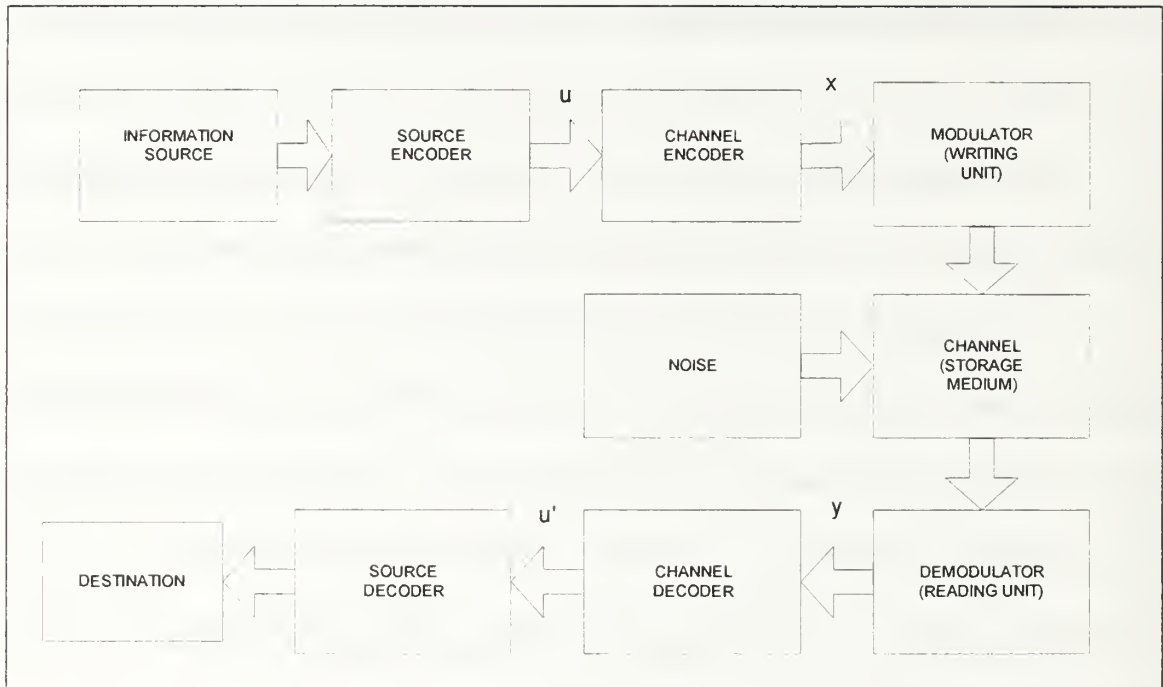 INFORMATION
SOURCE
SOURCE
ENCODER
u
CHANNEL
ENCODER
x
MODULATOR
(WRITING
UNIT)
NOISE
CHANNEL
(STORAGE
MEDIUM)
DESTINATION
SOURCE
DECODER
u'
CHANNEL
DECODER
y
DEMODULATOR
(READING UNIT)